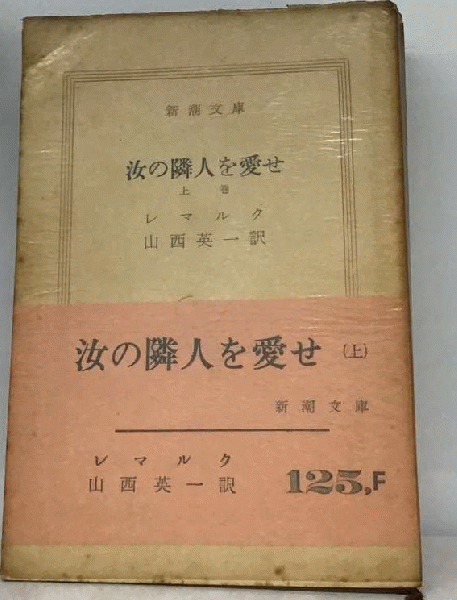 新潮文庫
汝の隣人を愛せ
上巻
レマルク
山西英一訳
汝の隣人を愛せ (上)
新潮文庫
レマルク
山西英一訳 125,F